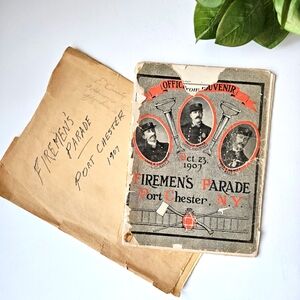 FIREMEN'S
PARADE
PORT CHESTER
1907
OFFICIAL SOUVENIR
Oct. 23,
1907
FIREMEN'S PARADE
Port Chester, N.Y.